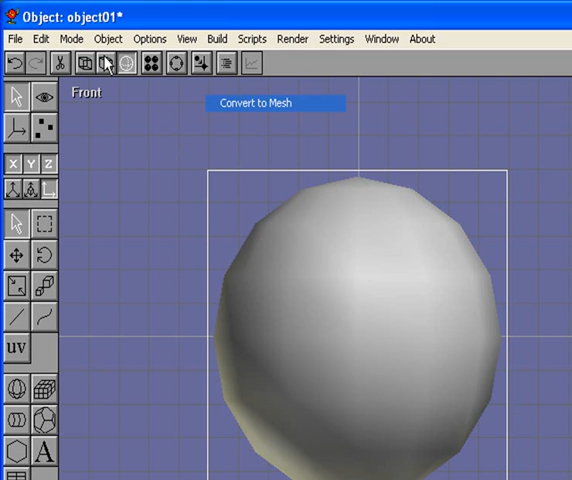 Object: object01*
File Edit Mode Object Options View Build Scripts Render Settings Window About
Front
Convert to Mesh
X Y Z
uv
A